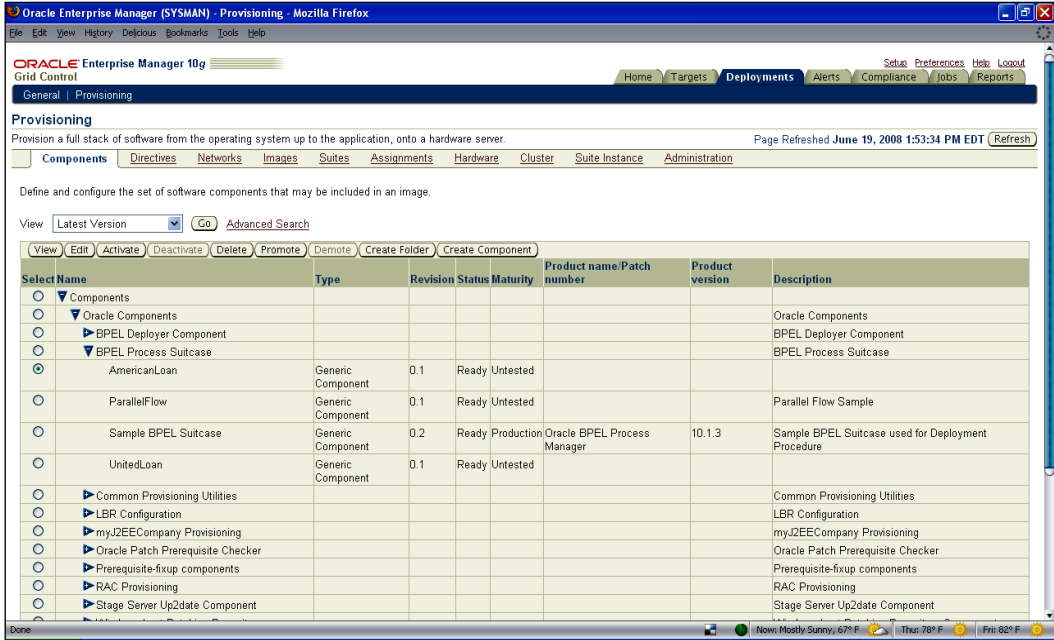 Oracle Enterprise Manager (SYSMAN) - Provisioning - Mozilla Firefox
File Edit View History Delicious Bookmarks Tools Help
ORACLE Enterprise Manager 10g
Grid Control
Setup Preferences Help Logout
Home Targets Deployments Alerts Compliance Jobs Reports
General | Provisioning
Provisioning
Provision a full stack of software from the operating system up to the application, onto a hardware server.
Page Refreshed June 19, 2008 1:53:34 PM EDT Refresh
Components Directives Networks Images Suites Assignments Hardware Cluster Suite Instance Administration
Define and configure the set of software components that may be included in an image.
View Latest Version Go Advanced Search
View Edit Activate Deactivate Delete Promote Demote Create Folder Create Component
Select Name Type Revision Status Maturity Product name/Patch number Product version Description
Components
Oracle Components Oracle Components
BPEL Deployer Component BPEL Deployer Component
BPEL Process Suitcase BPEL Process Suitcase
AmericanLoan Generic Component 0.1 Ready Untested
ParallelFlow Generic Component 0.1 Ready Untested Parallel Flow Sample
Sample BPEL Suitcase Generic Component 0.2 Ready Production Oracle BPEL Process Manager 10.1.3 Sample BPEL Suitcase used for Deployment Procedure
UnitedLoan Generic Component 0.1 Ready Untested
Common Provisioning Utilities Common Provisioning Utilities
LBR Configuration LBR Configuration
myJ2EECompany Provisioning myJ2EECompany Provisioning
Oracle Patch Prerequisite Checker Oracle Patch Prerequisite Checker
Prerequisite-fixup components Prerequisite-fixup components
RAC Provisioning RAC Provisioning
Stage Server Up2date Component Stage Server Up2date Component
Done
Now: Mostly Sunny, 67° F Thu: 78° F Fri: 82° F